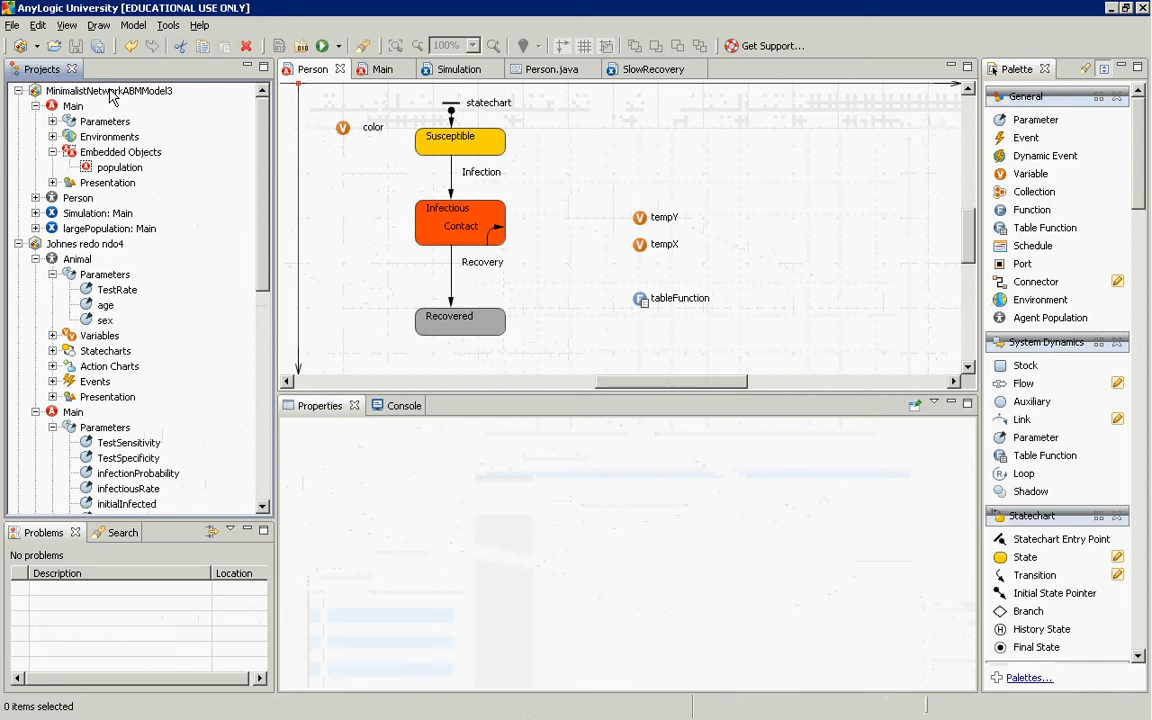 AnyLogic University [EDUCATIONAL USE ONLY]
File Edit View Draw Model Tools Help
100% Get Support...
Projects
MinimalistNetworkABMModel3
Main
Parameters
Environments
Embedded Objects
population
Presentation
Person
Simulation: Main
largePopulation: Main
Johnes redo ndo4
Animal
Parameters
TestRate
age
sex
Variables
Statecharts
Action Charts
Events
Presentation
Main
Parameters
TestSensitivity
TestSpecificity
infectionProbability
infectiousRate
initialInfected
Problems Search
No problems
Description Location
0 items selected
Person Main Simulation Person.java SlowRecovery
statechart
color
Susceptible
Infection
Infectious
Contact
Recovery
Recovered
tempY
tempX
tableFunction
Properties Console
Palette
General
Parameter
Event
Dynamic Event
Variable
Collection
Function
Table Function
Schedule
Port
Connector
Environment
Agent Population
System Dynamics
Stock
Flow
Auxiliary
Link
Parameter
Table Function
Loop
Shadow
Statechart
Statechart Entry Point
State
Transition
Initial State Pointer
Branch
History State
Final State
Palettes...